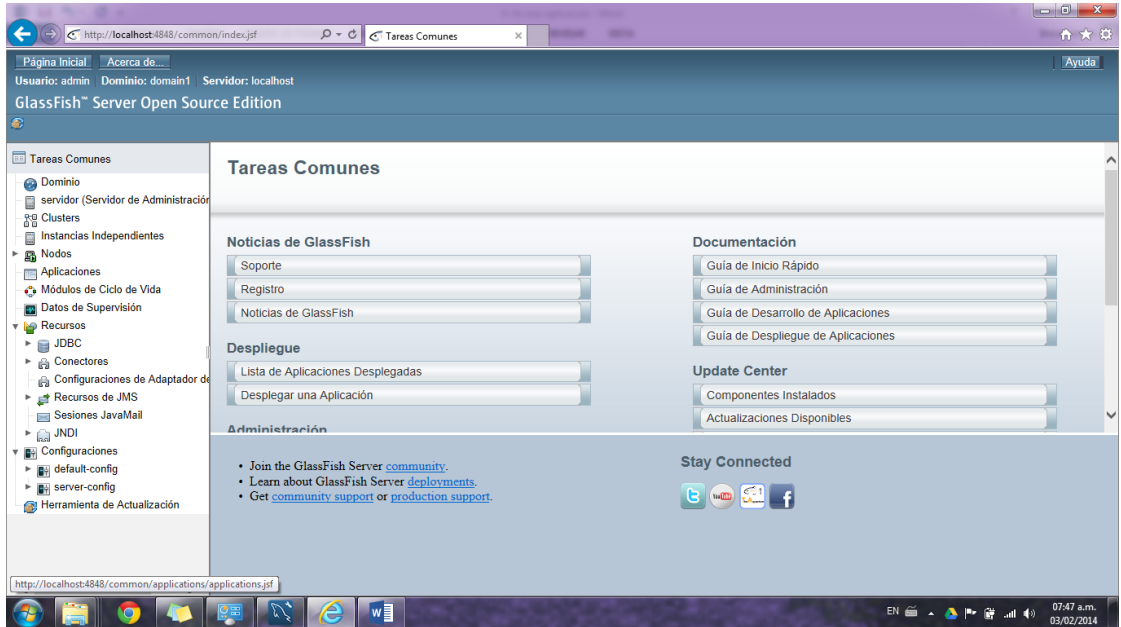 http://localhost:4848/common/index.jsf
Tareas Comunes
Página Inicial Acerca de...
Ayuda
Usuario: admin Dominio: domain1 Servidor: localhost
GlassFish™ Server Open Source Edition
Tareas Comunes
Dominio
servidor (Servidor de Administración
Clusters
Instancias Independientes
Nodos
Aplicaciones
Módulos de Ciclo de Vida
Datos de Supervisión
Recursos
JDBC
Conectores
Configuraciones de Adaptador de
Recursos de JMS
Sesiones JavaMail
JNDI
Configuraciones
default-config
server-config
Herramienta de Actualización
Tareas Comunes
Noticias de GlassFish
Soporte
Registro
Noticias de GlassFish
Despliegue
Lista de Aplicaciones Desplegadas
Desplegar una Aplicación
Administración
Documentación
Guía de Inicio Rápido
Guía de Administración
Guía de Desarrollo de Aplicaciones
Guía de Despliegue de Aplicaciones
Update Center
Componentes Instalados
Actualizaciones Disponibles
• Join the GlassFish Server community.
• Learn about GlassFish Server deployments.
• Get community support or production support.
Stay Connected
http://localhost:4848/common/applications/applications.jsf
EN
07:47 a.m.
03/02/2014